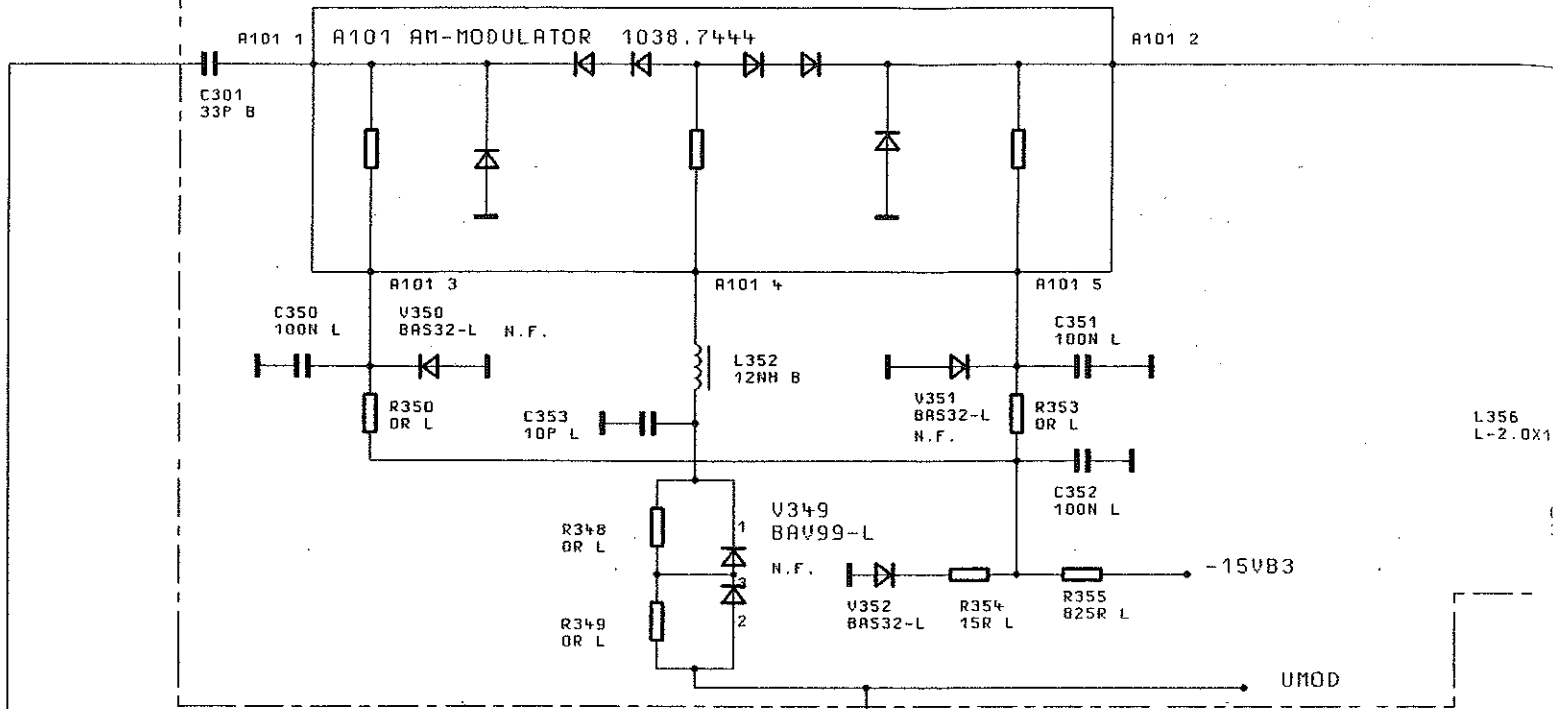 A101 1
A101 AM-MODULATOR 1038.7444
A101 2
C301
33P B
A101 3
A101 4
A101 5
C350
100N L
V350
BAS32-L N.F.
C351
100N L
L352
12NH B
R350
0R L
C353
10P L
V351
BAS32-L
N.F.
R353
0R L
L356
L-2.0X1
C352
100N L
R348
0R L
1
V349
BAV99-L
N.F.
3
-15VB3
R349
0R L
2
V352
BAS32-L
R354
15R L
R355
825R L
UMOD